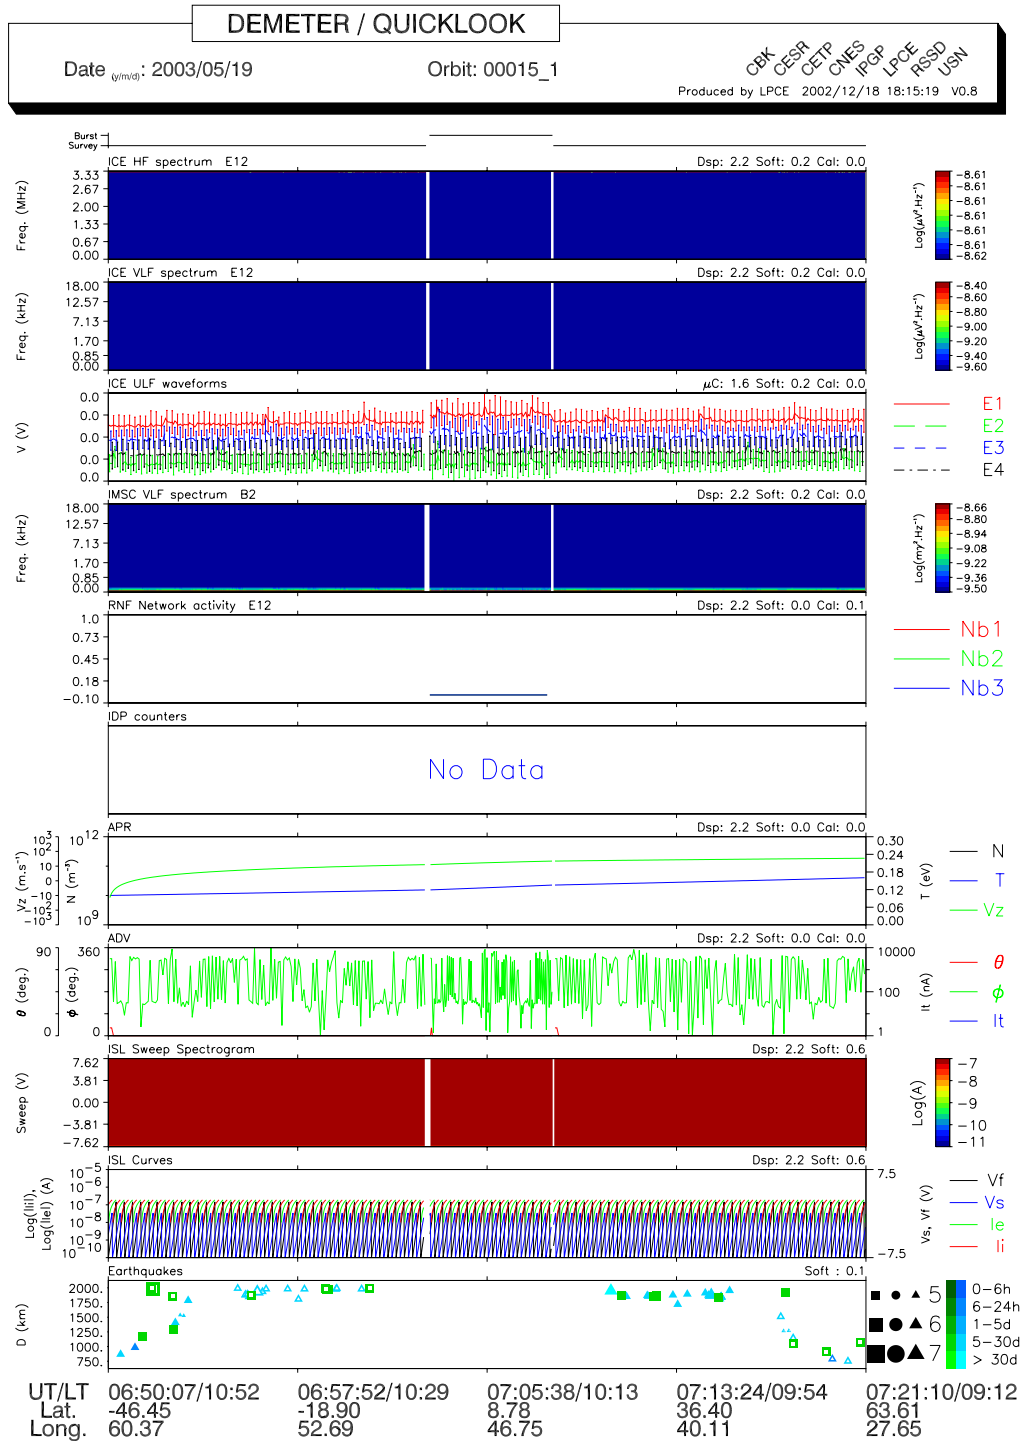 DEMETER / QUICKLOOK
Date (y/m/d): 2003/05/19
Orbit: 00015_1
CBK CESR CETP CNES IPGP LPCE RSSD USN
Produced by LPCE 2002/12/18 18:15:19 V0.8
Burst
Survey
ICE HF spectrum E12
Dsp: 2.2 Soft: 0.2 Cal: 0.0
Freq. (MHz)
3.33
2.67
2.00
1.33
0.67
0.00
Log(μV².Hz⁻¹)
-8.61
-8.61
-8.61
-8.61
-8.61
-8.61
-8.62
ICE VLF spectrum E12
Dsp: 2.2 Soft: 0.2 Cal: 0.0
Freq. (kHz)
18.00
12.57
7.13
1.70
0.85
0.00
Log(μV².Hz⁻¹)
-8.40
-8.60
-8.80
-9.00
-9.20
-9.40
-9.60
ICE ULF waveforms
μC: 1.6 Soft: 0.2 Cal: 0.0
V (V)
0.0
0.0
0.0
0.0
0.0
E1
E2
E3
E4
IMSC VLF spectrum B2
Dsp: 2.2 Soft: 0.2 Cal: 0.0
Freq. (kHz)
18.00
12.57
7.13
1.70
0.85
0.00
Log(mγ².Hz⁻¹)
-8.66
-8.80
-8.94
-9.08
-9.22
-9.36
-9.50
RNF Network activity E12
Dsp: 2.2 Soft: 0.0 Cal: 0.1
1.0
0.73
0.45
0.18
-0.10
Nb1
Nb2
Nb3
IDP counters
No Data
APR
Dsp: 2.2 Soft: 0.0 Cal: 0.0
Vz (m.s⁻¹)
10³
10²
0
-10
-10²
-10³
N (m⁻³)
10¹²
10⁹
T (eV)
0.30
0.24
0.18
0.12
0.06
0.00
N
T
Vz
ADV
Dsp: 2.2 Soft: 0.0 Cal: 0.0
θ (deg.)
90
0
φ (deg.)
360
0
It (nA)
10000
100
1
θ
φ
It
ISL Sweep Spectrogram
Dsp: 2.2 Soft: 0.6
Sweep (V)
7.62
3.81
0.00
-3.81
-7.62
Log(A)
-7
-8
-9
-10
-11
ISL Curves
Dsp: 2.2 Soft: 0.6
Log(|Ii|),
Log(|Ie|) (A)
10⁻⁵
10⁻⁶
10⁻⁷
10⁻⁸
10⁻⁹
10⁻¹⁰
Vs, Vf (V)
7.5
-7.5
Vf
Vs
Ie
Ii
Earthquakes
Soft : 0.1
D (km)
2000.
1750.
1500.
1250.
1000.
750.
5
6
7
0-6h
6-24h
1-5d
5-30d
> 30d
UT/LT 06:50:07/10:52 06:57:52/10:29 07:05:38/10:13 07:13:24/09:54 07:21:10/09:12
Lat. -46.45 -18.90 8.78 36.40 63.61
Long. 60.37 52.69 46.75 40.11 27.65